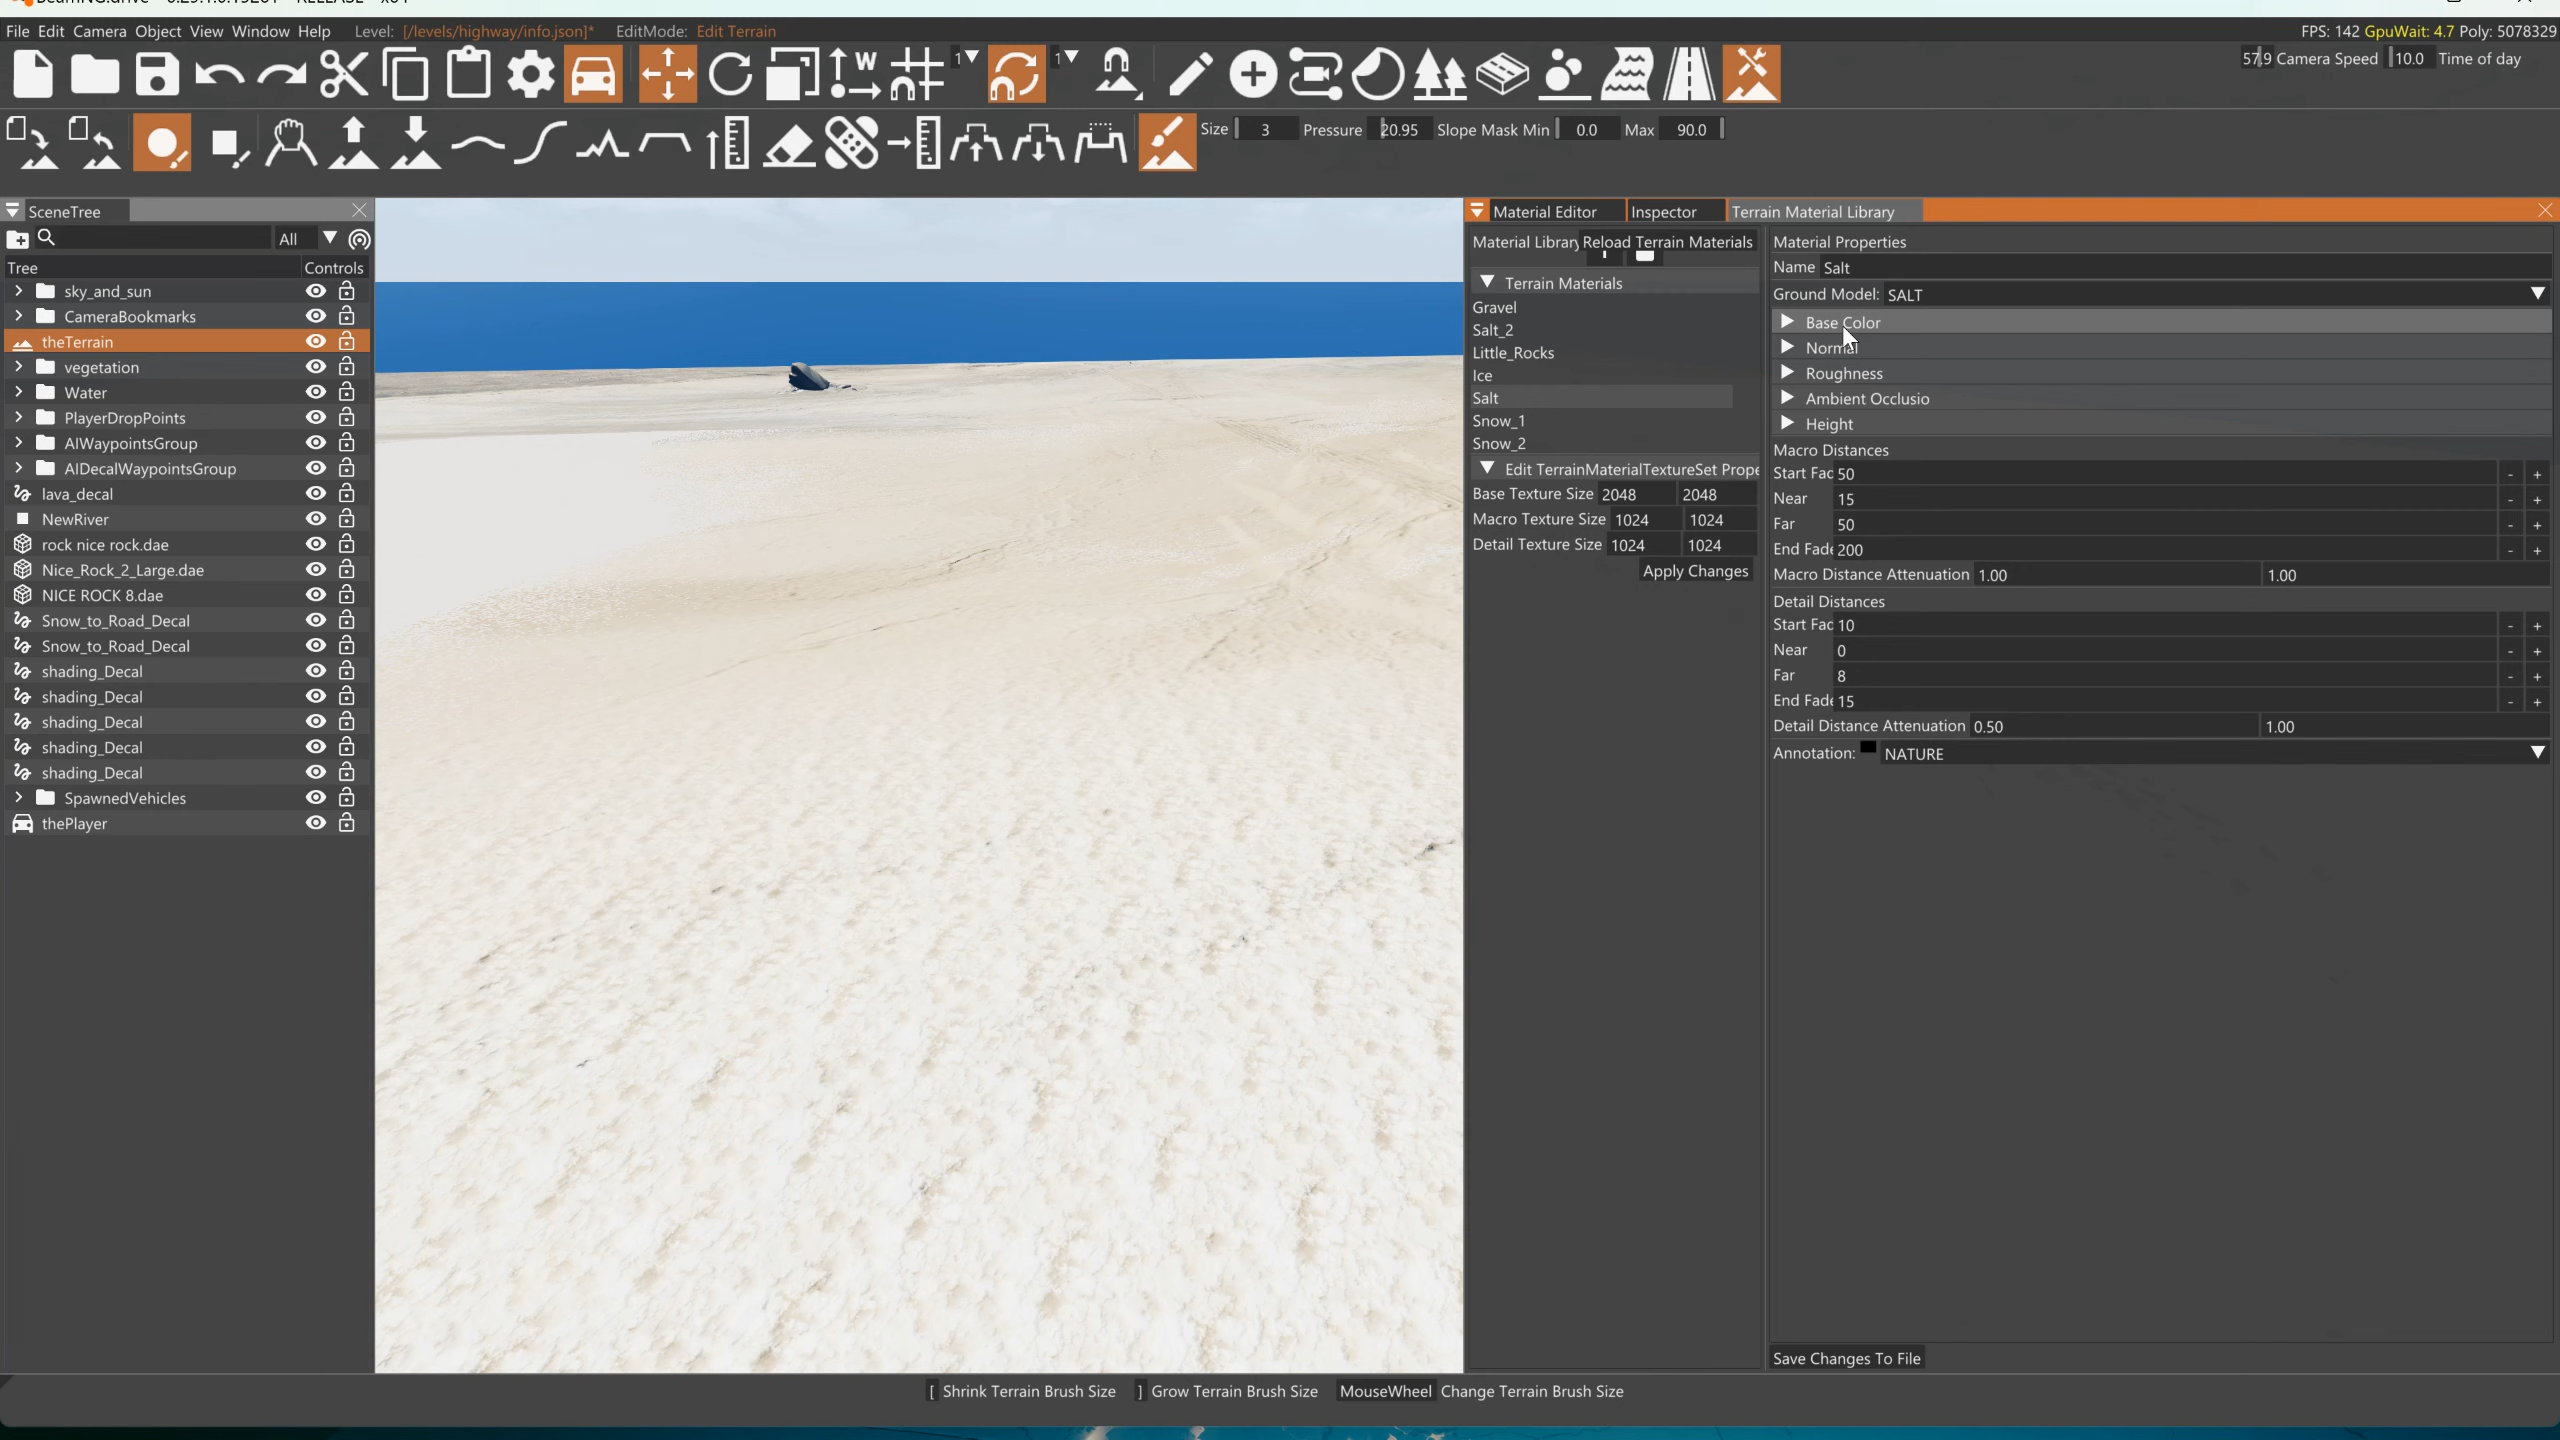 File Edit Camera Object View Window Help Level: [/levels/highway/info.json]* EditMode: Edit Terrain
FPS: 142 GpuWait: 4.7 Poly: 5078329
57.9 Camera Speed 10.0 Time of day
1
1
W
Size 3 Pressure 20.95 Slope Mask Min 0.0 Max 90.0
SceneTree
All
Tree Controls
sky_and_sun
CameraBookmarks
theTerrain
vegetation
Water
PlayerDropPoints
AIWaypointsGroup
AIDecalWaypointsGroup
lava_decal
NewRiver
rock nice rock.dae
Nice_Rock_2_Large.dae
NICE ROCK 8.dae
Snow_to_Road_Decal
Snow_to_Road_Decal
shading_Decal
shading_Decal
shading_Decal
shading_Decal
shading_Decal
SpawnedVehicles
thePlayer
Material Editor Inspector Terrain Material Library
Material Library Reload Terrain Materials
Terrain Materials
Gravel
Salt_2
Little_Rocks
Ice
Salt
Snow_1
Snow_2
Edit TerrainMaterialTextureSet Prope
Base Texture Size 2048 2048
Macro Texture Size 1024 1024
Detail Texture Size 1024 1024
Apply Changes
Material Properties
Name Salt
Ground Model: SALT
Base Color
Normal
Roughness
Ambient Occlusio
Height
Macro Distances
Start Fad 50 - +
Near 15 - +
Far 50 - +
End Fade 200 - +
Macro Distance Attenuation 1.00 1.00
Detail Distances
Start Fad 10 - +
Near 0 - +
Far 8 - +
End Fade 15 - +
Detail Distance Attenuation 0.50 1.00
Annotation: NATURE
Save Changes To File
[ Shrink Terrain Brush Size ] Grow Terrain Brush Size MouseWheel Change Terrain Brush Size